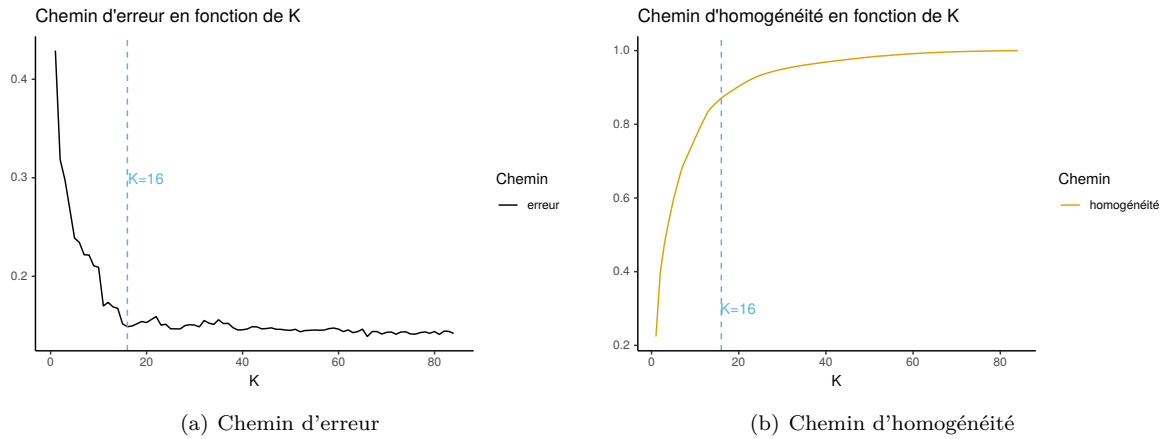 Chemin d'erreur en fonction de K
0.4
0.3
0.2
K=16
0 20 40 60 80
K
Chemin
erreur
(a) Chemin d'erreur
Chemin d'homogénéité en fonction de K
1.0
0.8
0.6
0.4
0.2
K=16
0 20 40 60 80
K
Chemin
homogénéité
(b) Chemin d'homogénéité